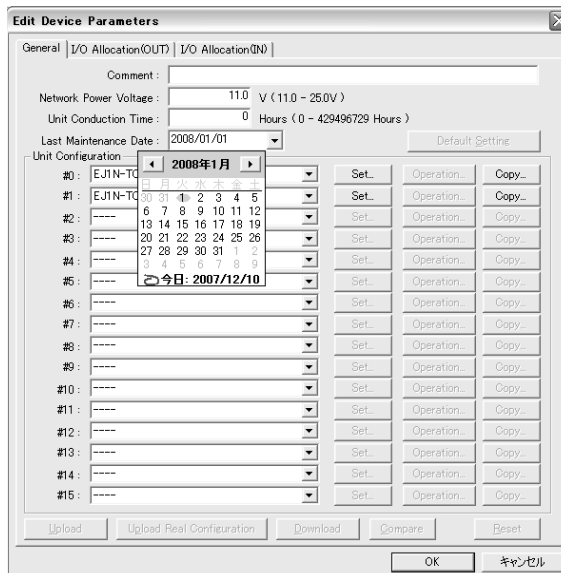 Edit Device Parameters
General I/O Allocation(OUT) I/O Allocation(IN)
Comment :
Network Power Voltage : 11.0 V ( 11.0 - 25.0V )
Unit Conduction Time : 0 Hours ( 0 - 429496729 Hours )
Last Maintenance Date : 2008/01/01 Default Setting
Unit Configuration
2008年1月
日 月 火 水 木 金 土
30 31 1 2 3 4 5
6 7 8 9 10 11 12
13 14 15 16 17 18 19
20 21 22 23 24 25 26
27 28 29 30 31 1 2
3 4 5 6 7 8 9
今日: 2007/12/10
#0 : EJ1N-TC Set... Operation... Copy...
#1 : EJ1N-TC Set... Operation... Copy...
#2 : ---- Set... Operation... Copy...
#3 : ---- Set... Operation... Copy...
#4 : ---- Set... Operation... Copy...
#5 : ---- Set... Operation... Copy...
#6 : ---- Set... Operation... Copy...
#7 : ---- Set... Operation... Copy...
#8 : ---- Set... Operation... Copy...
#9 : ---- Set... Operation... Copy...
#10 : ---- Set... Operation... Copy...
#11 : ---- Set... Operation... Copy...
#12 : ---- Set... Operation... Copy...
#13 : ---- Set... Operation... Copy...
#14 : ---- Set... Operation... Copy...
#15 : ---- Set... Operation... Copy...
Upload Upload Real Configuration Download Compare Reset
OK キャンセル